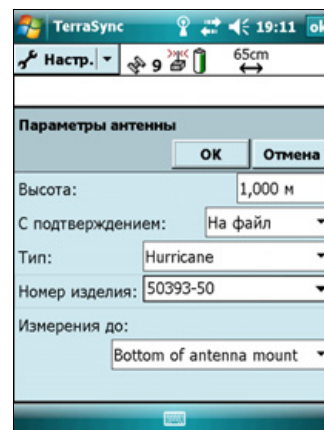 TerraSync 19:11 ok
Настр. 9 65cm
Параметры антенны
OK Отмена
Высота: 1,000 м
С подтверждением: На файл
Тип: Hurricane
Номер изделия: 50393-50
Измерения до:
Bottom of antenna mount